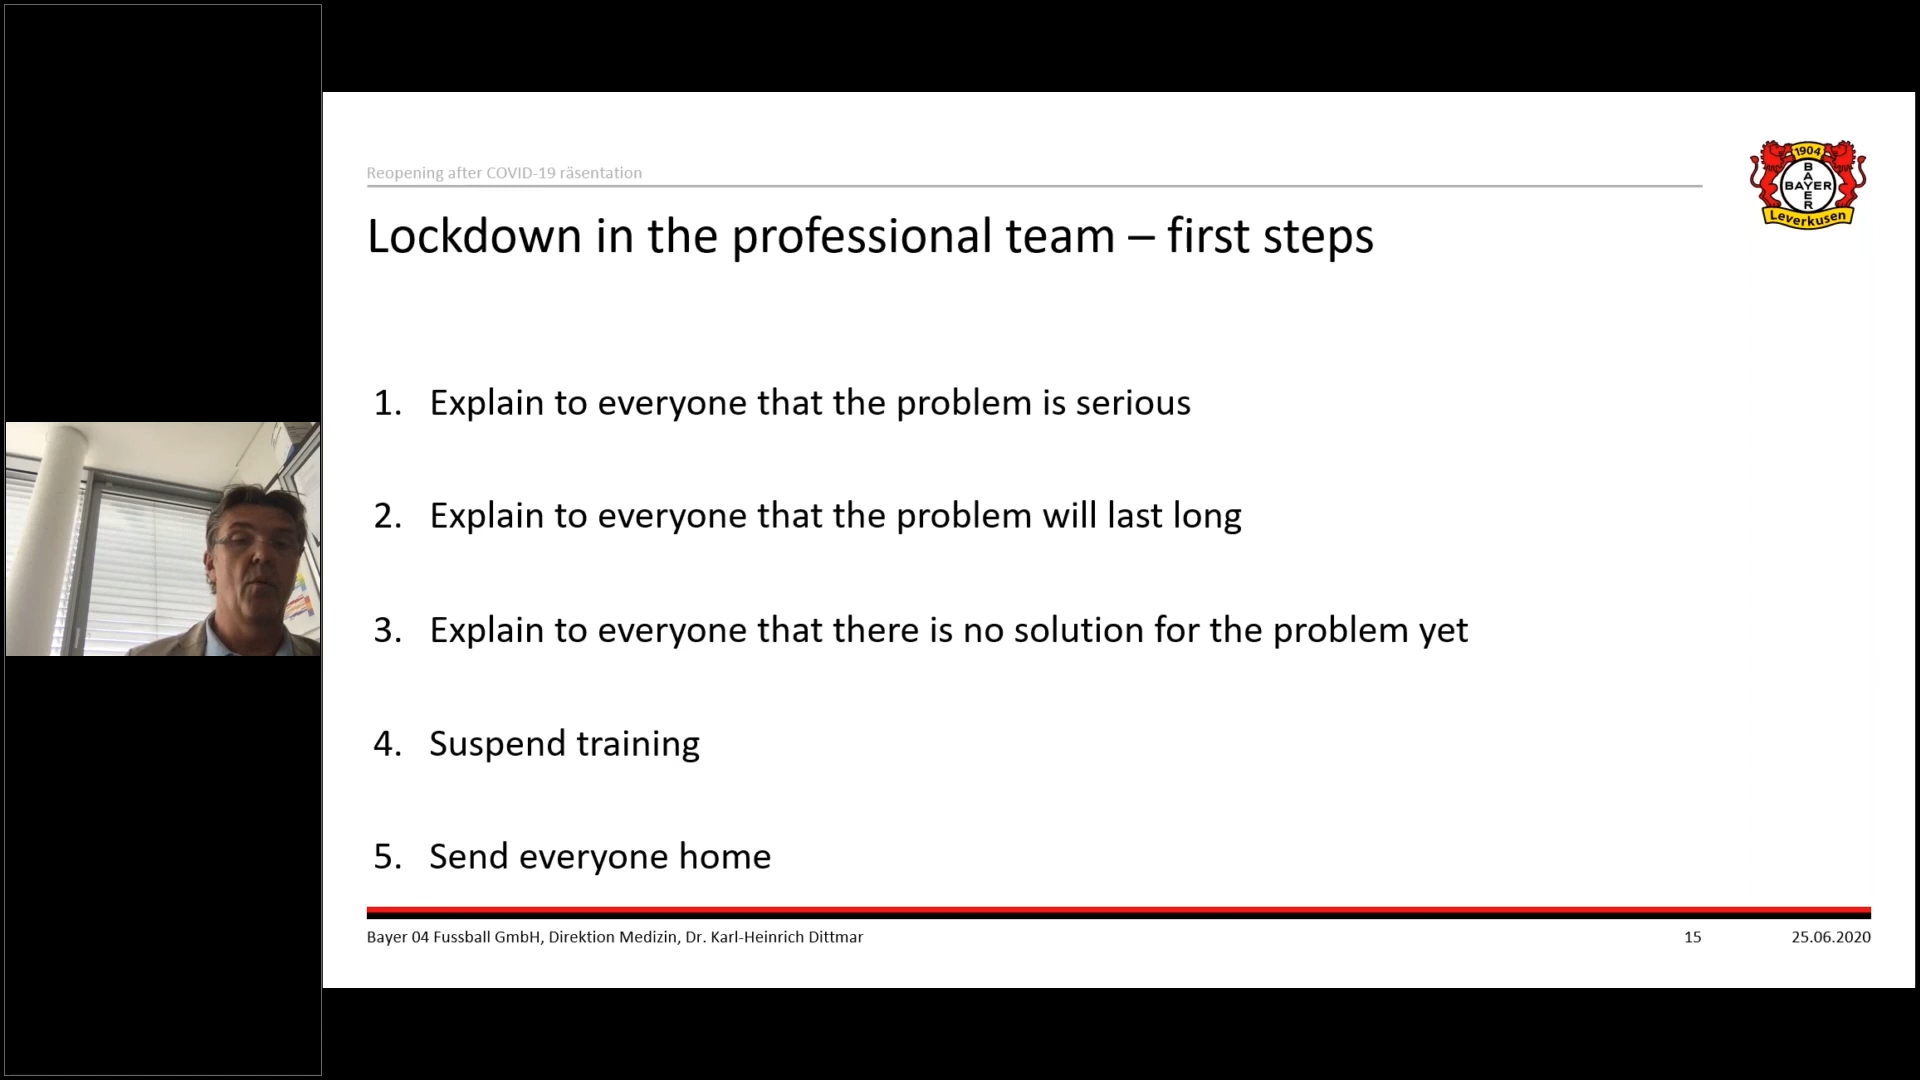 Reopening after COVID-19 räsentation
1904
BAYER
BAYER
Leverkusen
Lockdown in the professional team – first steps
1. Explain to everyone that the problem is serious
2. Explain to everyone that the problem will last long
3. Explain to everyone that there is no solution for the problem yet
4. Suspend training
5. Send everyone home
Bayer 04 Fussball GmbH, Direktion Medizin, Dr. Karl-Heinrich Dittmar 15 25.06.2020